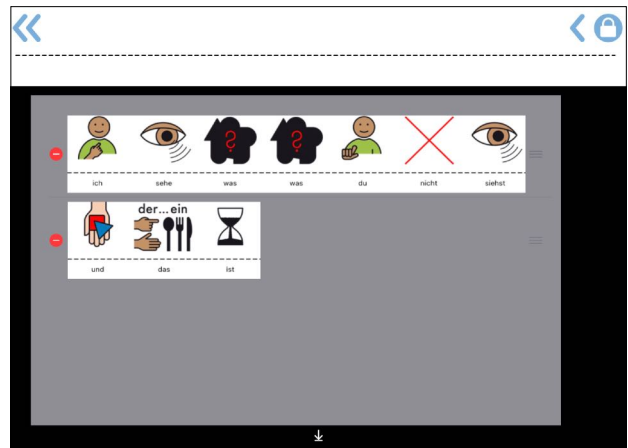 ich sehe was was du nicht siehst
der...ein
und das ist